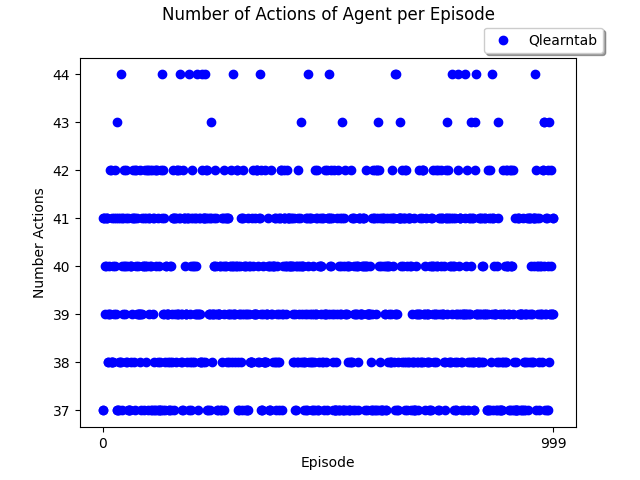 Number of Actions of Agent per Episode
Qlearntab
44
43
42
41
40
39
38
37
Number Actions
0 999
Episode